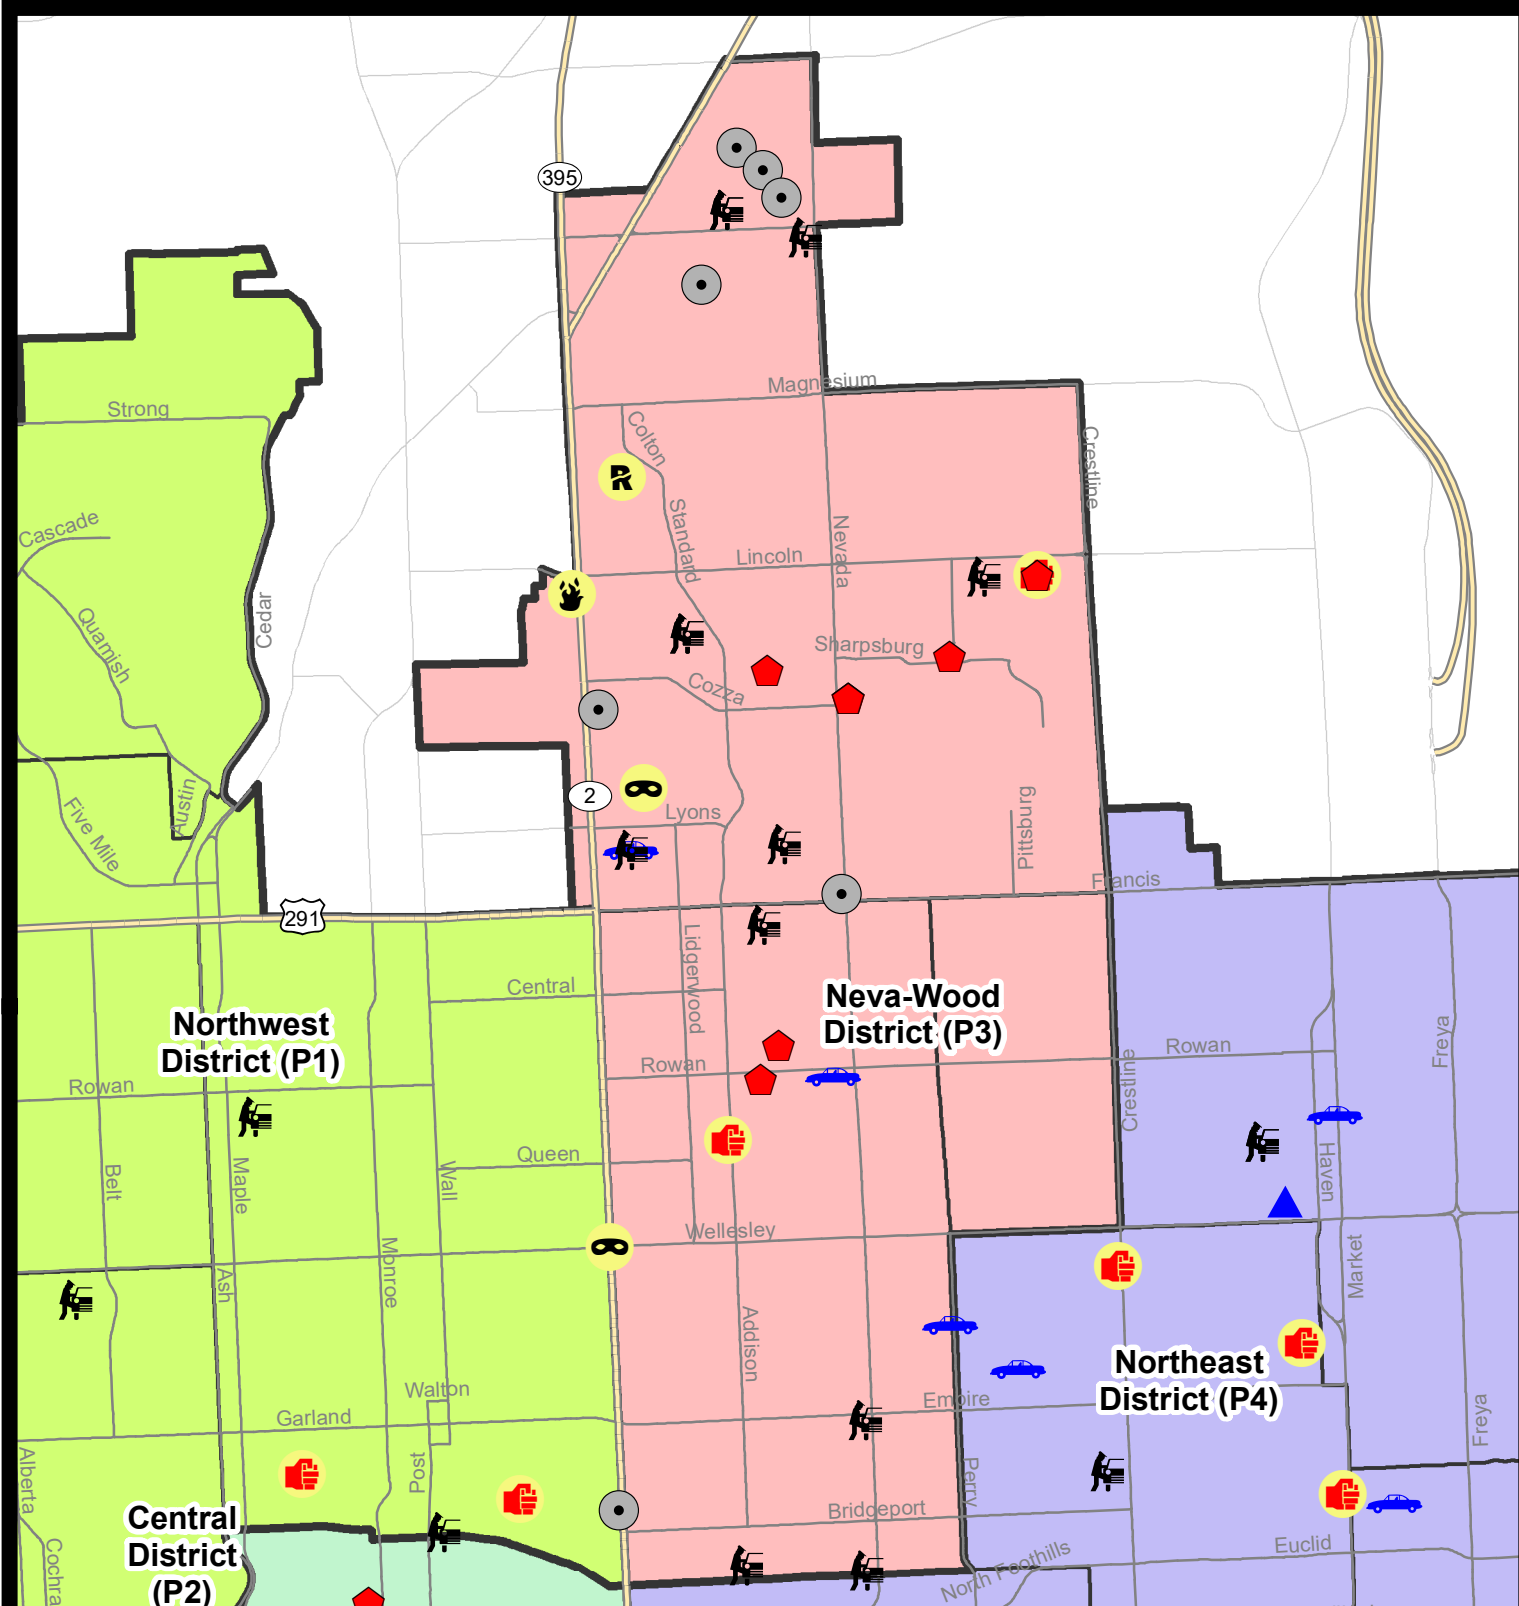 395
Magnesium
Strong
Colton
Crestline
Cascade
Standard
Nevada
Lincoln
Cedar
Quamish
Sharpsburg
Cozza
2
Lyons
Austin
Five Mile
Pittsburg
Francis
291
Lidgerwood
Central
Neva-Wood
District (P3)
Northwest
District (P1)
Freya
Rowan
Rowan
Rowan
Crestline
Queen
Belt
Maple
Wall
Haven
Wellesley
Monroe
Ash
Market
Addison
Northeast
District (P4)
Walton
Empire
Garland
Freya
Alberta
Post
Perry
Bridgeport
Central
District
(P2)
Cochra
Euclid
North Foothills